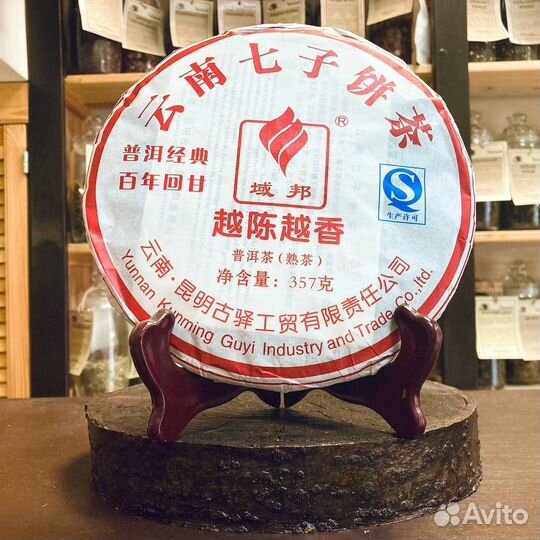 云南七子饼茶
普洱经典
百年回甘
®
域邦
QS
生产许可
越陈越香
普洱茶（熟茶）
净含量：357克
云南·昆明古驿工贸有限责任公司
Yunnan Kunming Guyi Industry and Trade Co.,ltd.
Avito